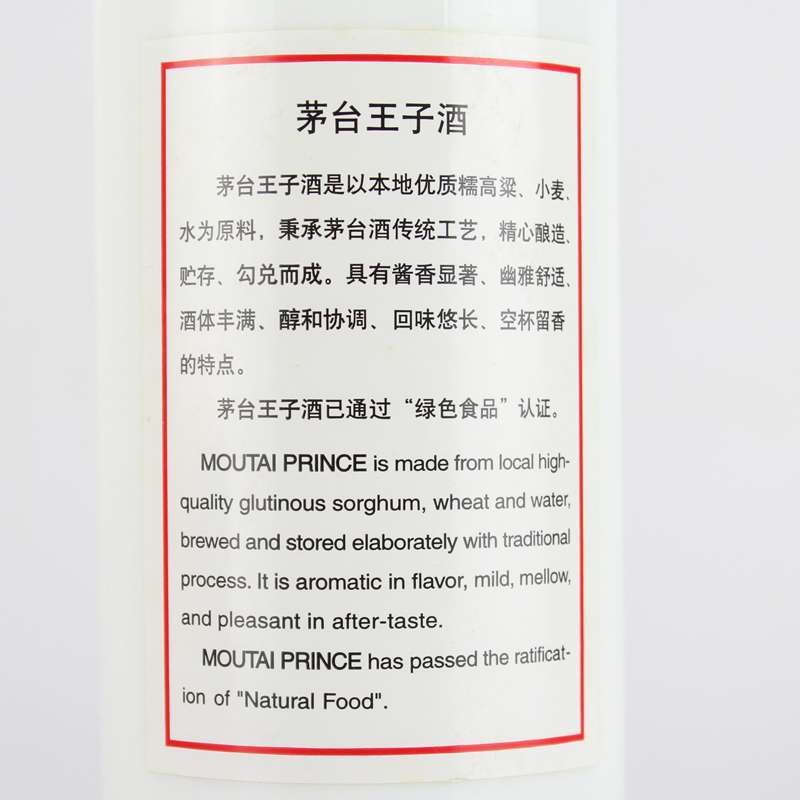 茅台王子酒
茅台王子酒是以本地优质糯高粱、小麦、
水为原料，秉承茅台酒传统工艺，精心酿造、
贮存、勾兑而成。具有酱香显著、幽雅舒适、
酒体丰满、醇和协调、回味悠长、空杯留香
的特点。
茅台王子酒已通过“绿色食品”认证。
MOUTAI PRINCE is made from local high-
quality glutinous sorghum, wheat and water,
brewed and stored elaborately with traditional
process. It is aromatic in flavor, mild, mellow,
and pleasant in after-taste.
MOUTAI PRINCE has passed the ratificat-
ion of "Natural Food".